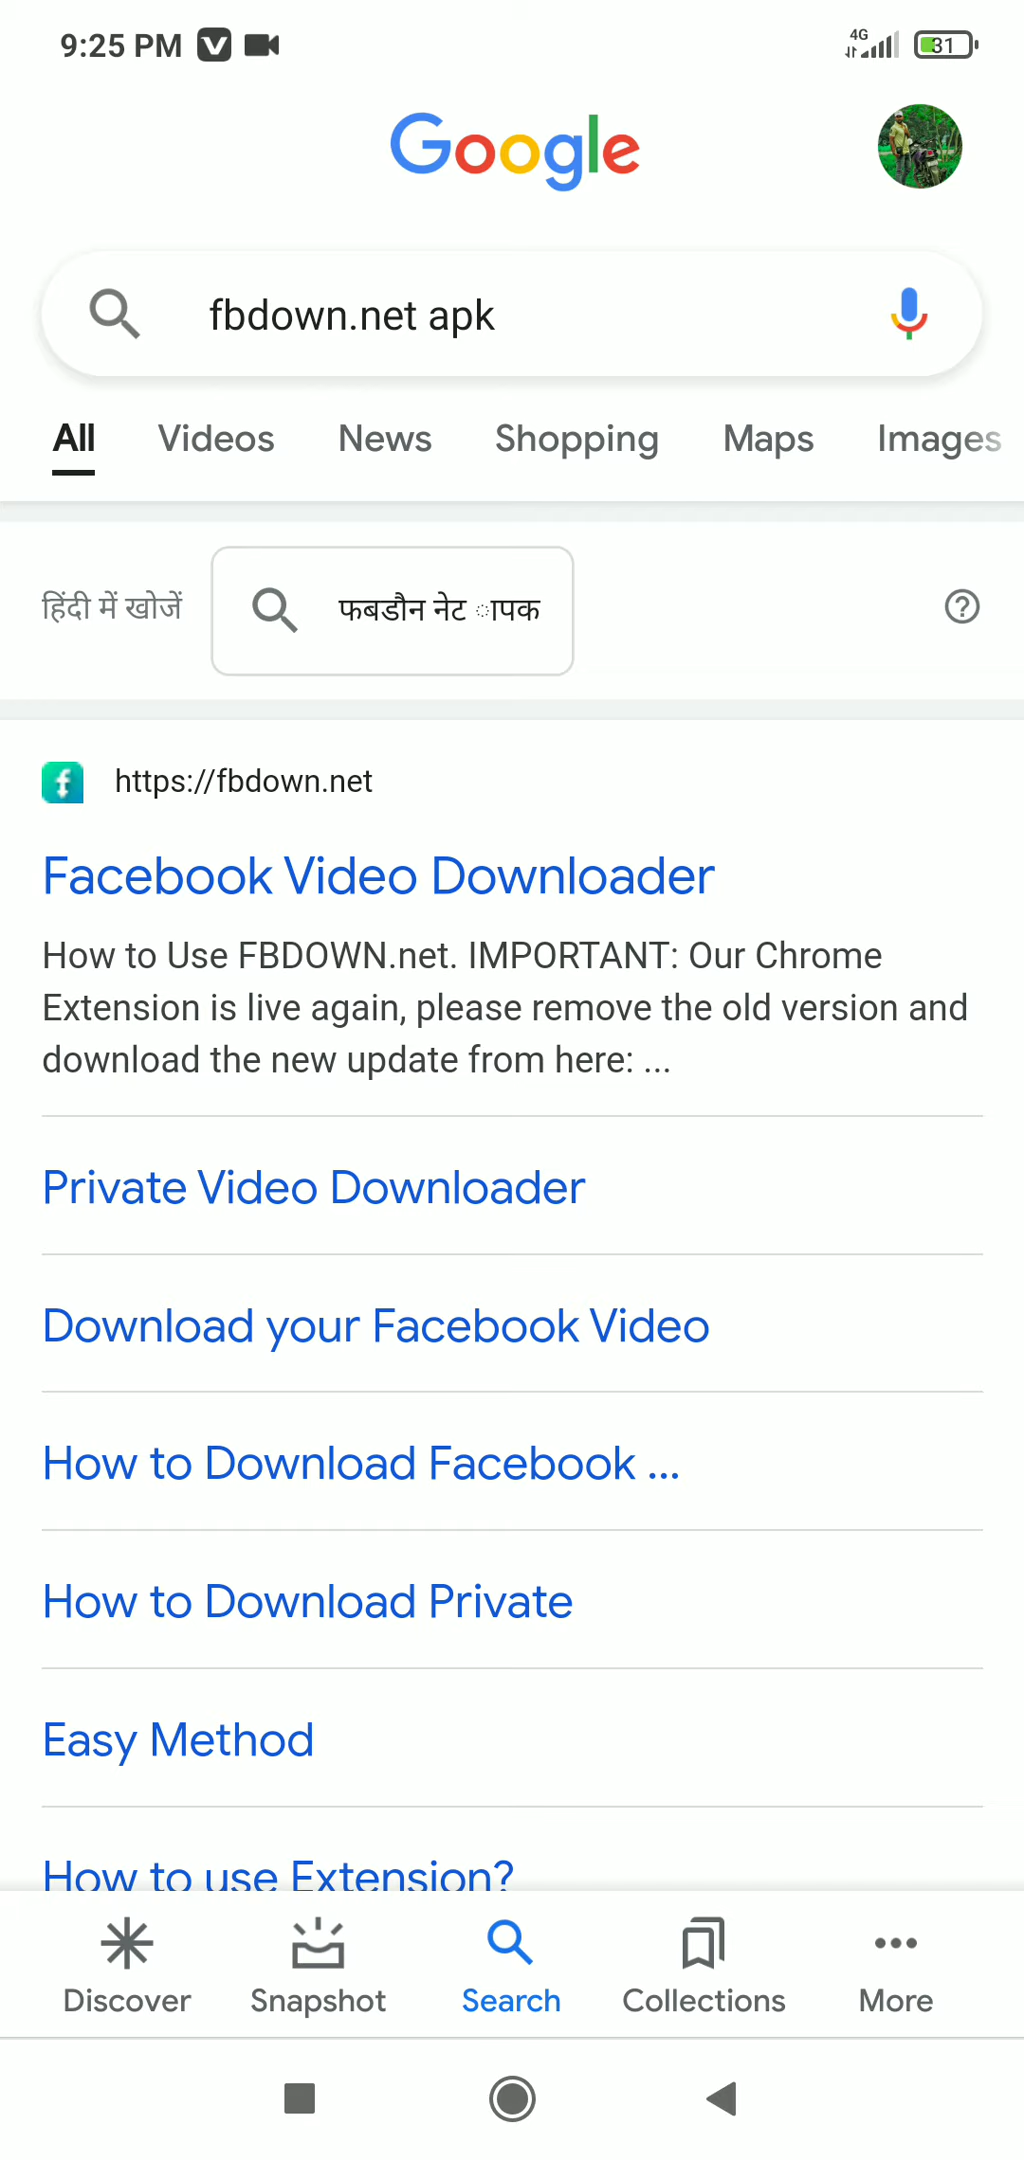 9:25 PM
4G
31
Google
fbdown.net apk
All Videos News Shopping Maps Images
हिंदी में खोजें
फबडौन नेट ापक
https://fbdown.net
Facebook Video Downloader
How to Use FBDOWN.net. IMPORTANT: Our Chrome
Extension is live again, please remove the old version and
download the new update from here: ...
Private Video Downloader
Download your Facebook Video
How to Download Facebook ...
How to Download Private
Easy Method
How to use Extension?
Discover Snapshot Search Collections More